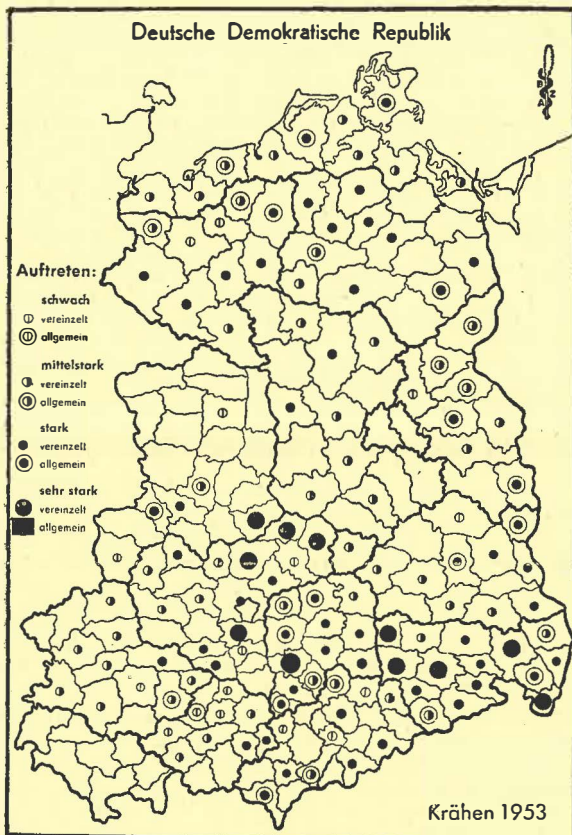 Deutsche Demokratische Republik
Auftreten:
schwach
vereinzelt
allgemein
mittelstark
vereinzelt
allgemein
stark
vereinzelt
allgemein
sehr stark
vereinzelt
allgemein
Krähen 1953